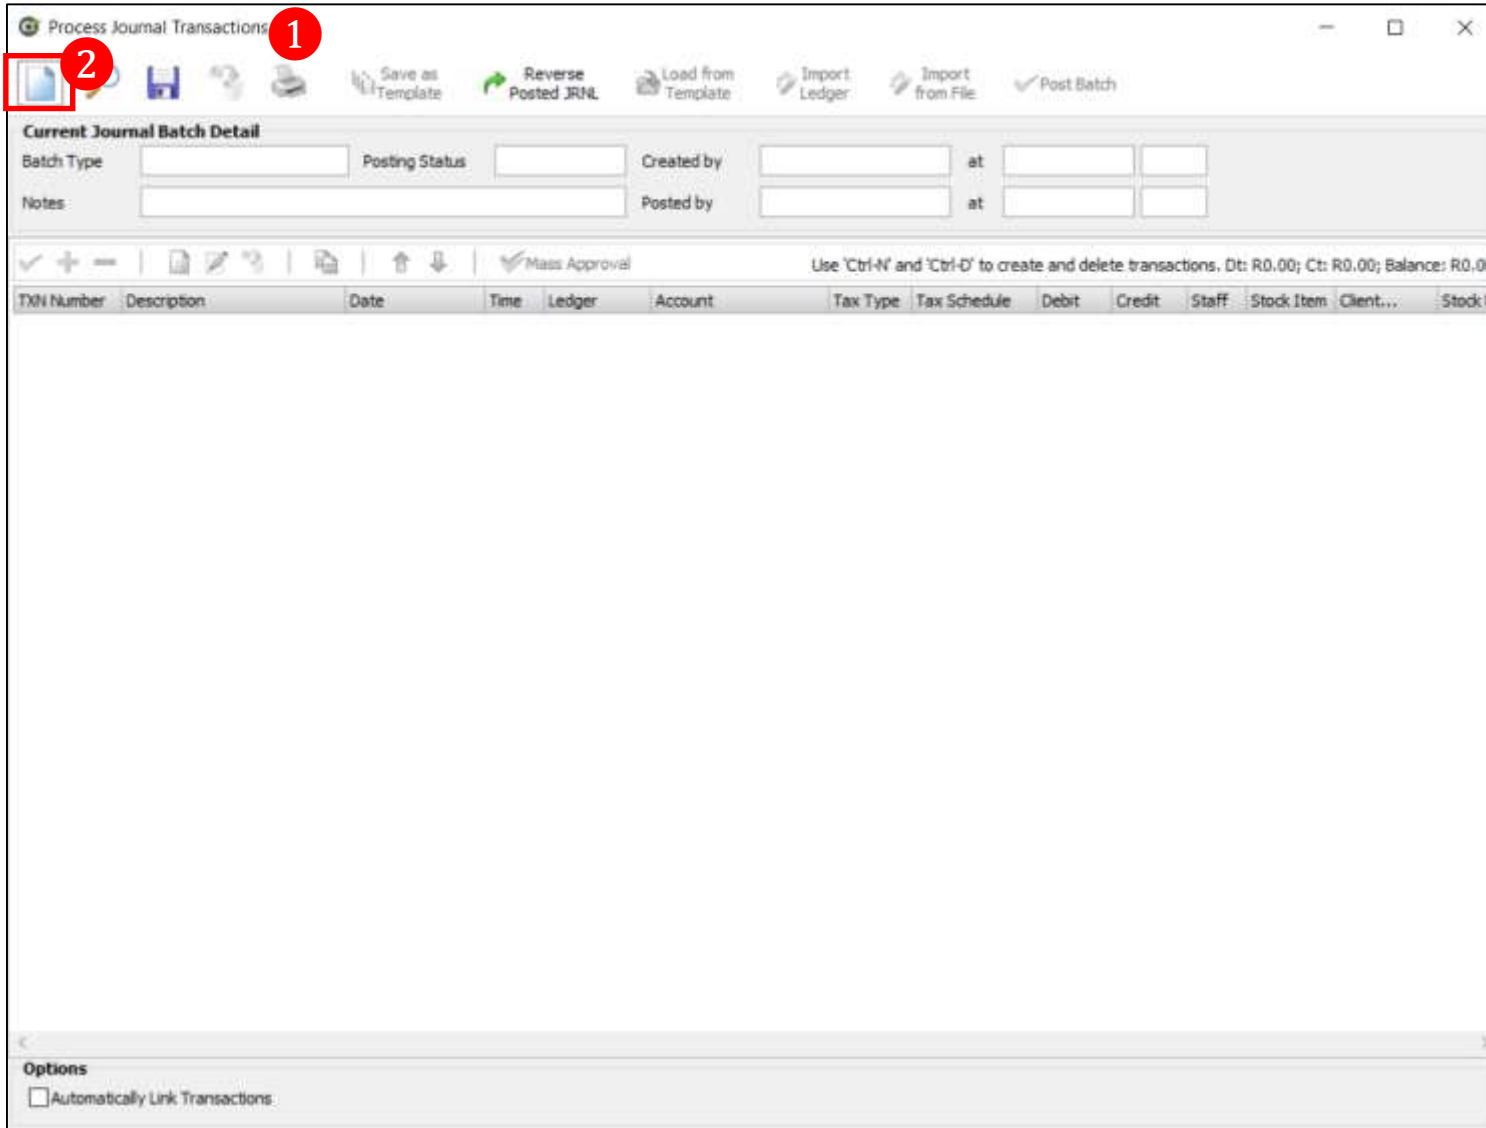 Process Journal Transactions 1
2
Save as Template
Reverse Posted JRNL
Load from Template
Import Ledger
Import from File
Post Batch
Current Journal Batch Detail
Batch Type Posting Status Created by at
Notes Posted by at
Mass Approval Use 'Ctrl-N' and 'Ctrl-D' to create and delete transactions. Dt: R0.00; Ct: R0.00; Balance: R0.0
TXN Number Description Date Time Ledger Account Tax Type Tax Schedule Debit Credit Staff Stock Item Client... Stock
Options
Automatically Link Transactions